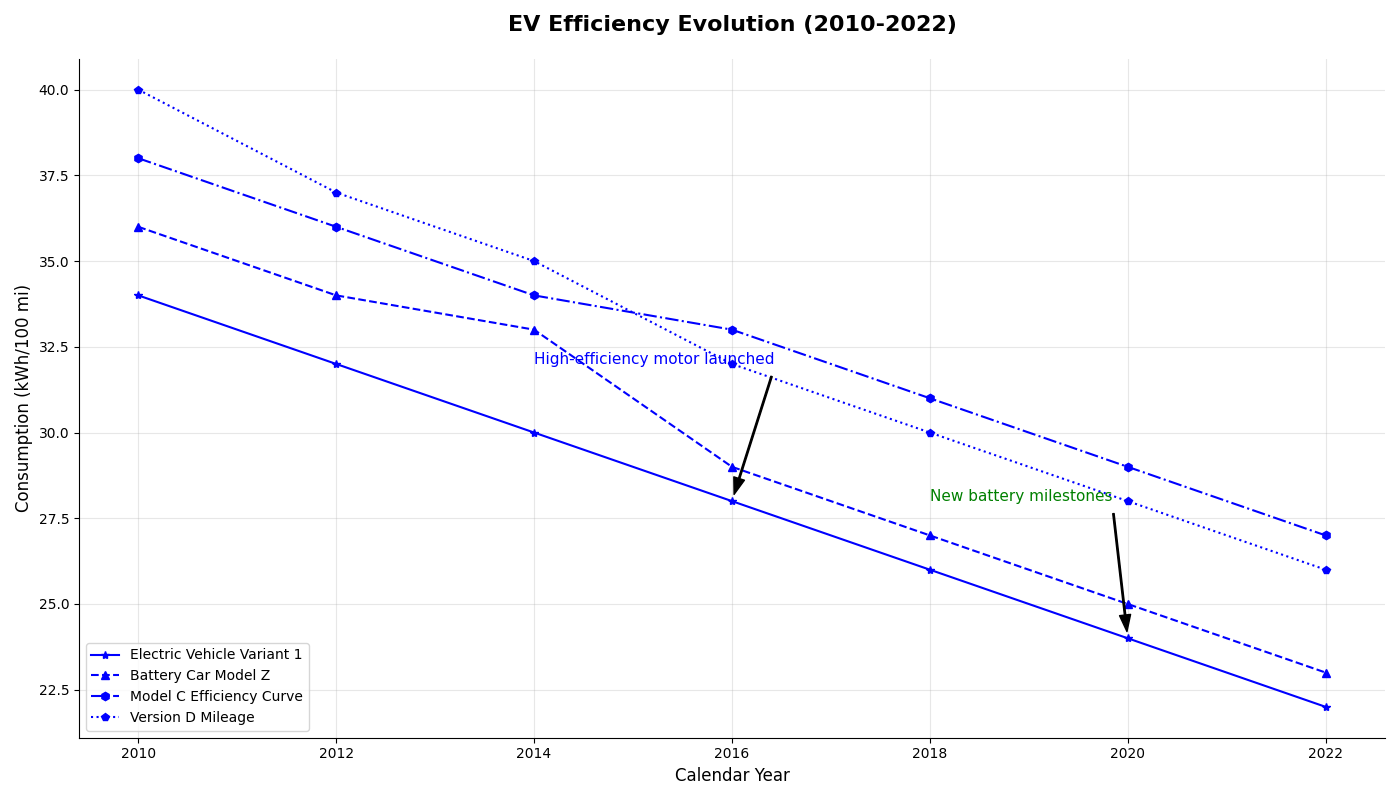 EV Efficiency Evolution (2010-2022)
Consumption (kWh/100 mi)
40.0
37.5
35.0
32.5
30.0
27.5
25.0
22.5
High-efficiency motor launched
New battery milestones
Electric Vehicle Variant 1
Battery Car Model Z
Model C Efficiency Curve
Version D Mileage
2010
2012
2014
2016
2018
2020
2022
Calendar Year